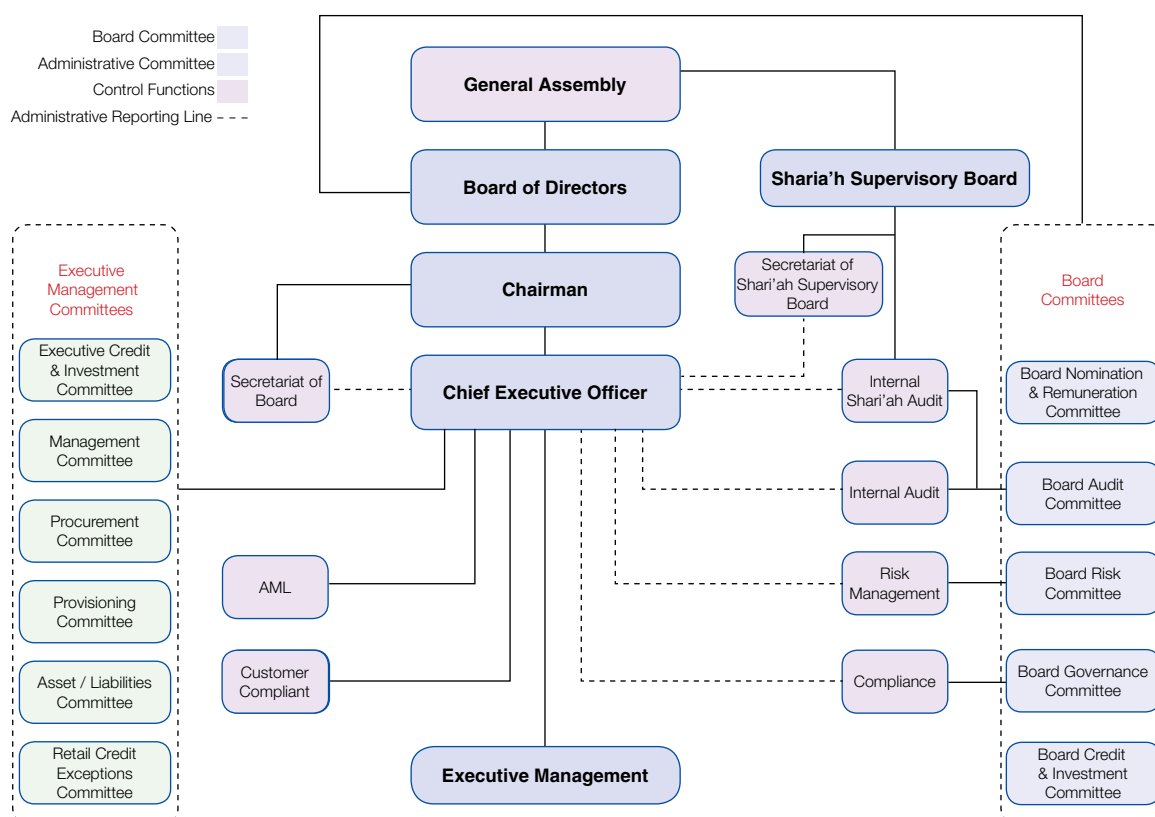 Board Committee
Administrative Committee
Control Functions
Administrative Reporting Line
General Assembly
Board of Directors
Sharia'h Supervisory Board
Chairman
Secretariat of
Shari'ah Supervisory
Board
Chief Executive Officer
Secretariat of
Board
Internal
Shari'ah Audit
Internal Audit
Risk
Management
Compliance
AML
Customer
Compliant
Executive Management
Executive
Management
Committees
Executive Credit
& Investment
Committee
Management
Committee
Procurement
Committee
Provisioning
Committee
Asset / Liabilities
Committee
Retail Credit
Exceptions
Committee
Board
Committees
Board Nomination
& Remuneration
Committee
Board Audit
Committee
Board Risk
Committee
Board Governance
Committee
Board Credit
& Investment
Committee